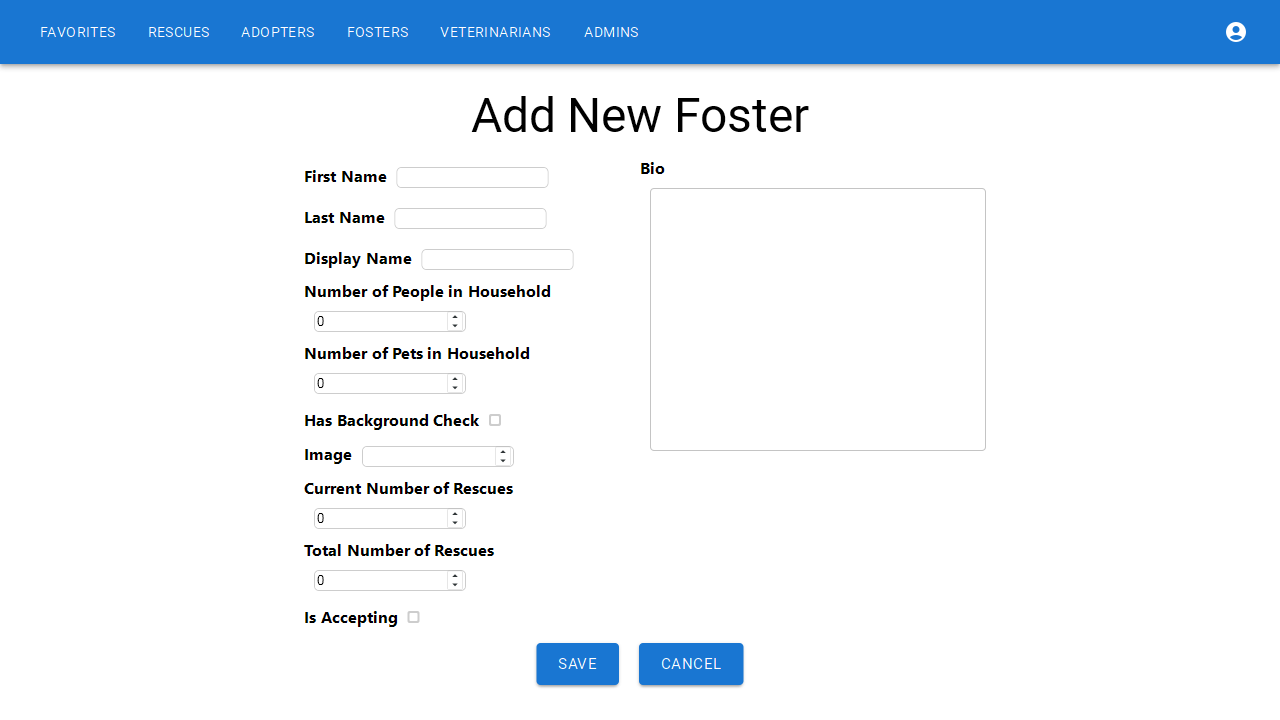 FAVORITES RESCUES ADOPTERS FOSTERS VETERINARIANS ADMINS
Add New Foster
First Name
Last Name
Display Name
Number of People in Household
0
Number of Pets in Household
0
Has Background Check
Image
Current Number of Rescues
0
Total Number of Rescues
0
Is Accepting
Bio
SAVE CANCEL